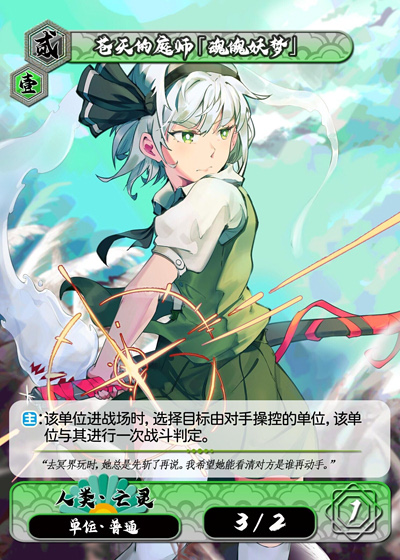 贰
苍天的庭师『魂魄妖梦』
壹
主:该单位进战场时,选择目标由对手操控的单位,该单
位与其进行一次战斗判定。
“去冥界玩时,她总是先斩了再说。我希望她能看清对方是谁再动手。”
人类·亡灵
单位·普通
3/2
1